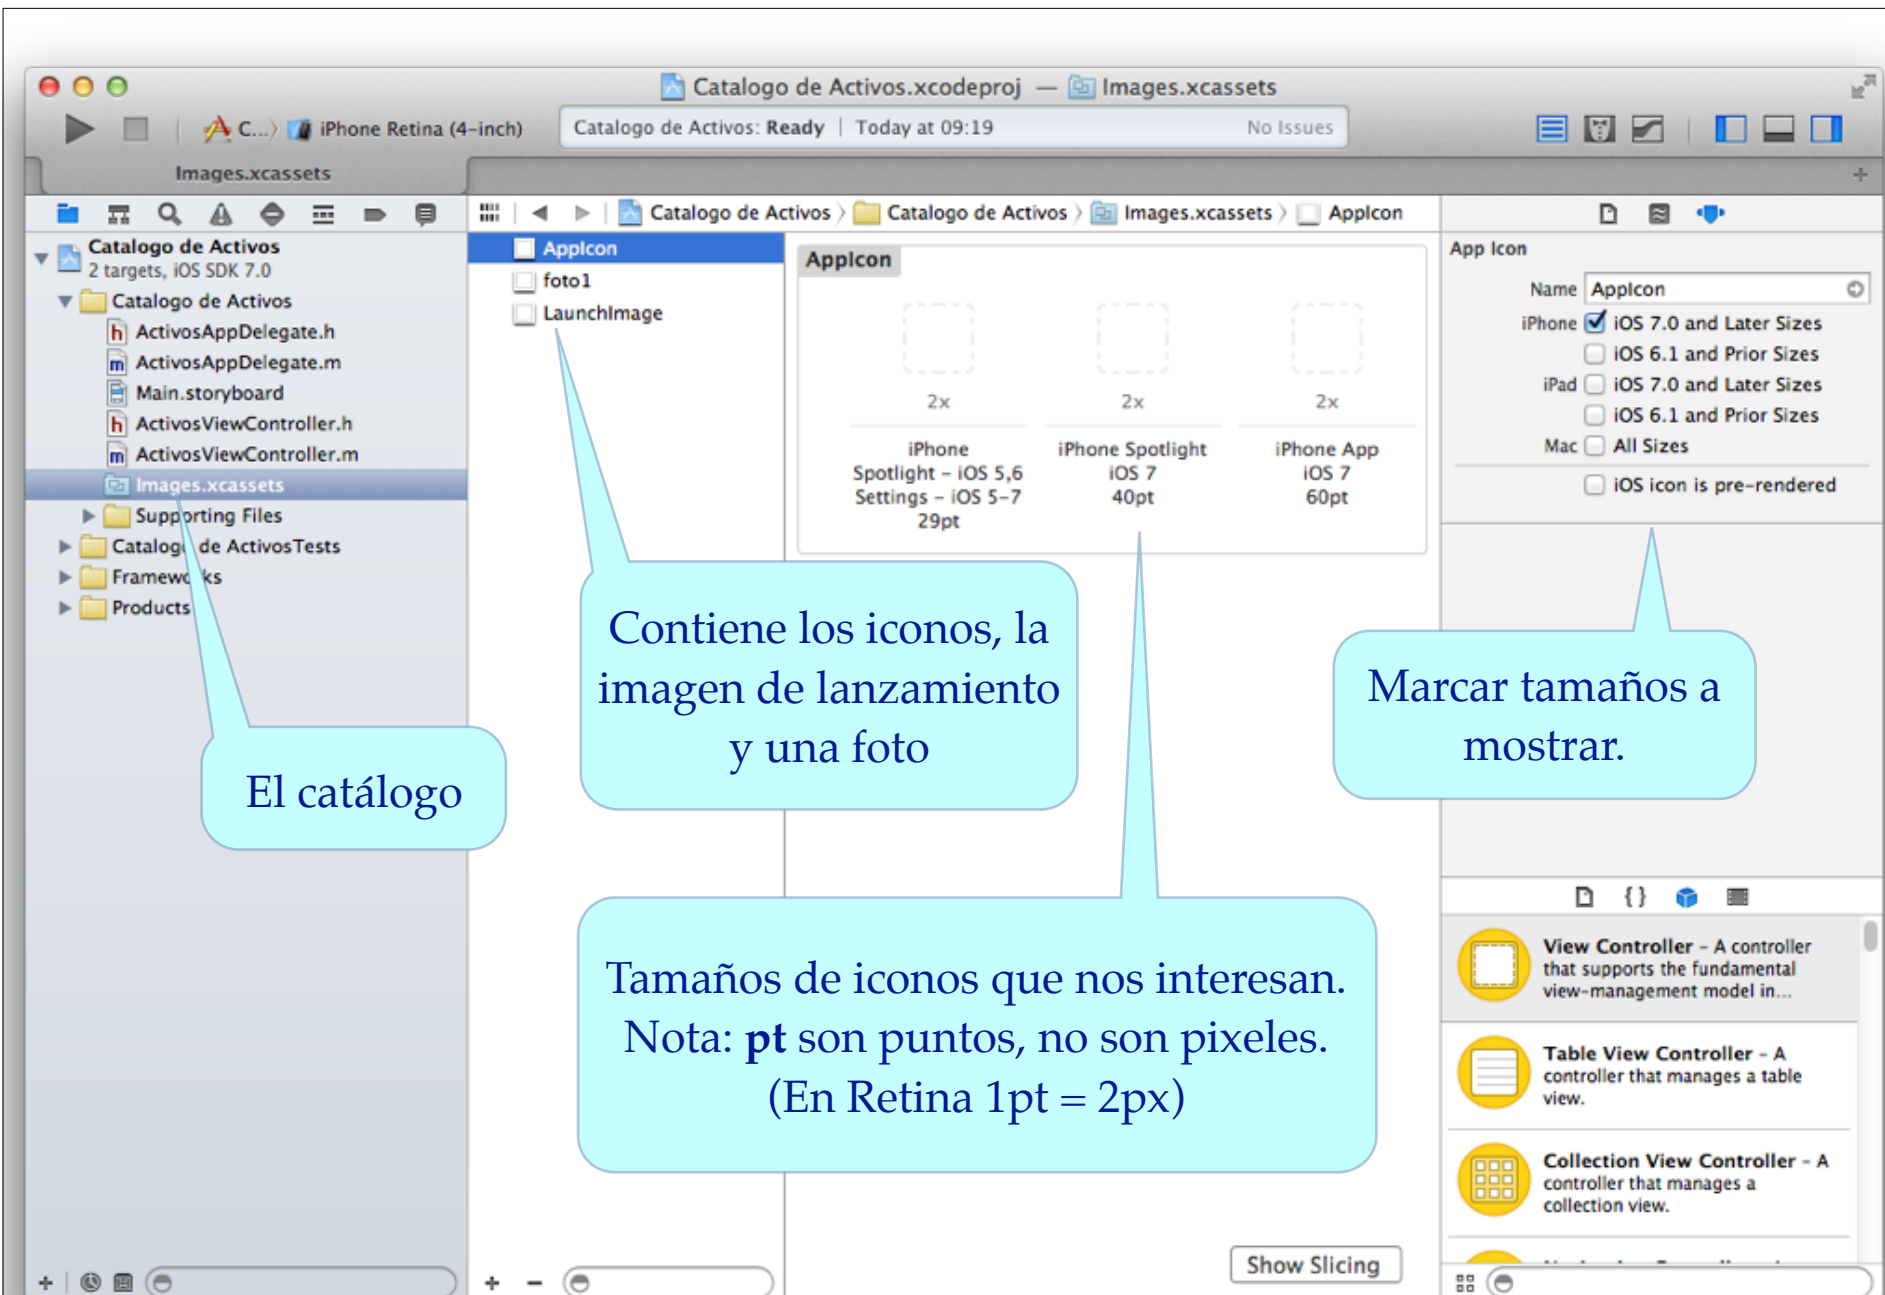 Catalogo de Activos.xcodeproj — Images.xcassets
C...〉 iPhone Retina (4-inch)
Catalogo de Activos: Ready | Today at 09:19
No Issues
Images.xcassets
Catalogo de Activos 〉 Catalogo de Activos 〉 Images.xcassets 〉 AppIcon
Catalogo de Activos
2 targets, iOS SDK 7.0
Catalogo de Activos
ActivosAppDelegate.h
ActivosAppDelegate.m
Main.storyboard
ActivosViewController.h
ActivosViewController.m
Images.xcassets
Supporting Files
Catalogo de ActivosTests
Frameworks
Products
AppIcon
foto1
LaunchImage
AppIcon
2x
iPhone
Spotlight – iOS 5,6
Settings – iOS 5–7
29pt
2x
iPhone Spotlight
iOS 7
40pt
2x
iPhone App
iOS 7
60pt
App Icon
Name AppIcon
iPhone iOS 7.0 and Later Sizes
iOS 6.1 and Prior Sizes
iPad iOS 7.0 and Later Sizes
iOS 6.1 and Prior Sizes
Mac All Sizes
iOS icon is pre-rendered
El catálogo
Contiene los iconos, la
imagen de lanzamiento
y una foto
Marcar tamaños a
mostrar.
Tamaños de iconos que nos interesan.
Nota: pt son puntos, no son pixeles.
(En Retina 1pt = 2px)
View Controller – A controller
that supports the fundamental
view-management model in...
Table View Controller – A
controller that manages a table
view.
Collection View Controller – A
controller that manages a
collection view.
Show Slicing